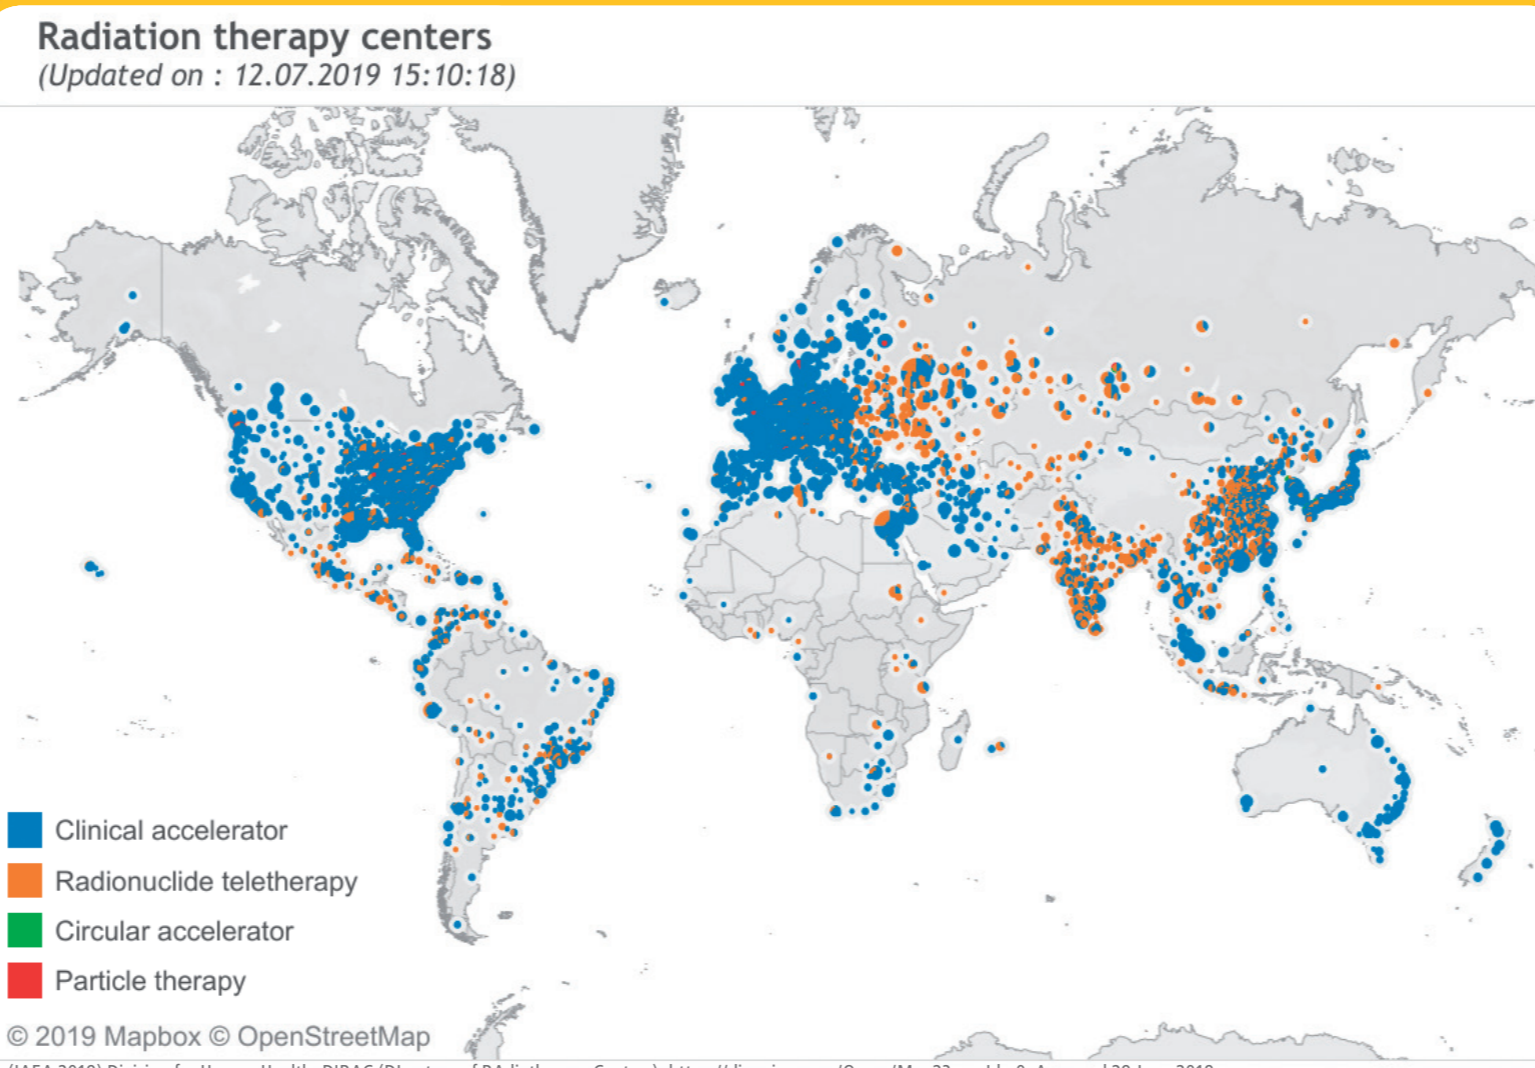 Radiation therapy centers
(Updated on : 12.07.2019 15:10:18)
Clinical accelerator
Radionuclide teletherapy
Circular accelerator
Particle therapy
© 2019 Mapbox © OpenStreetMap